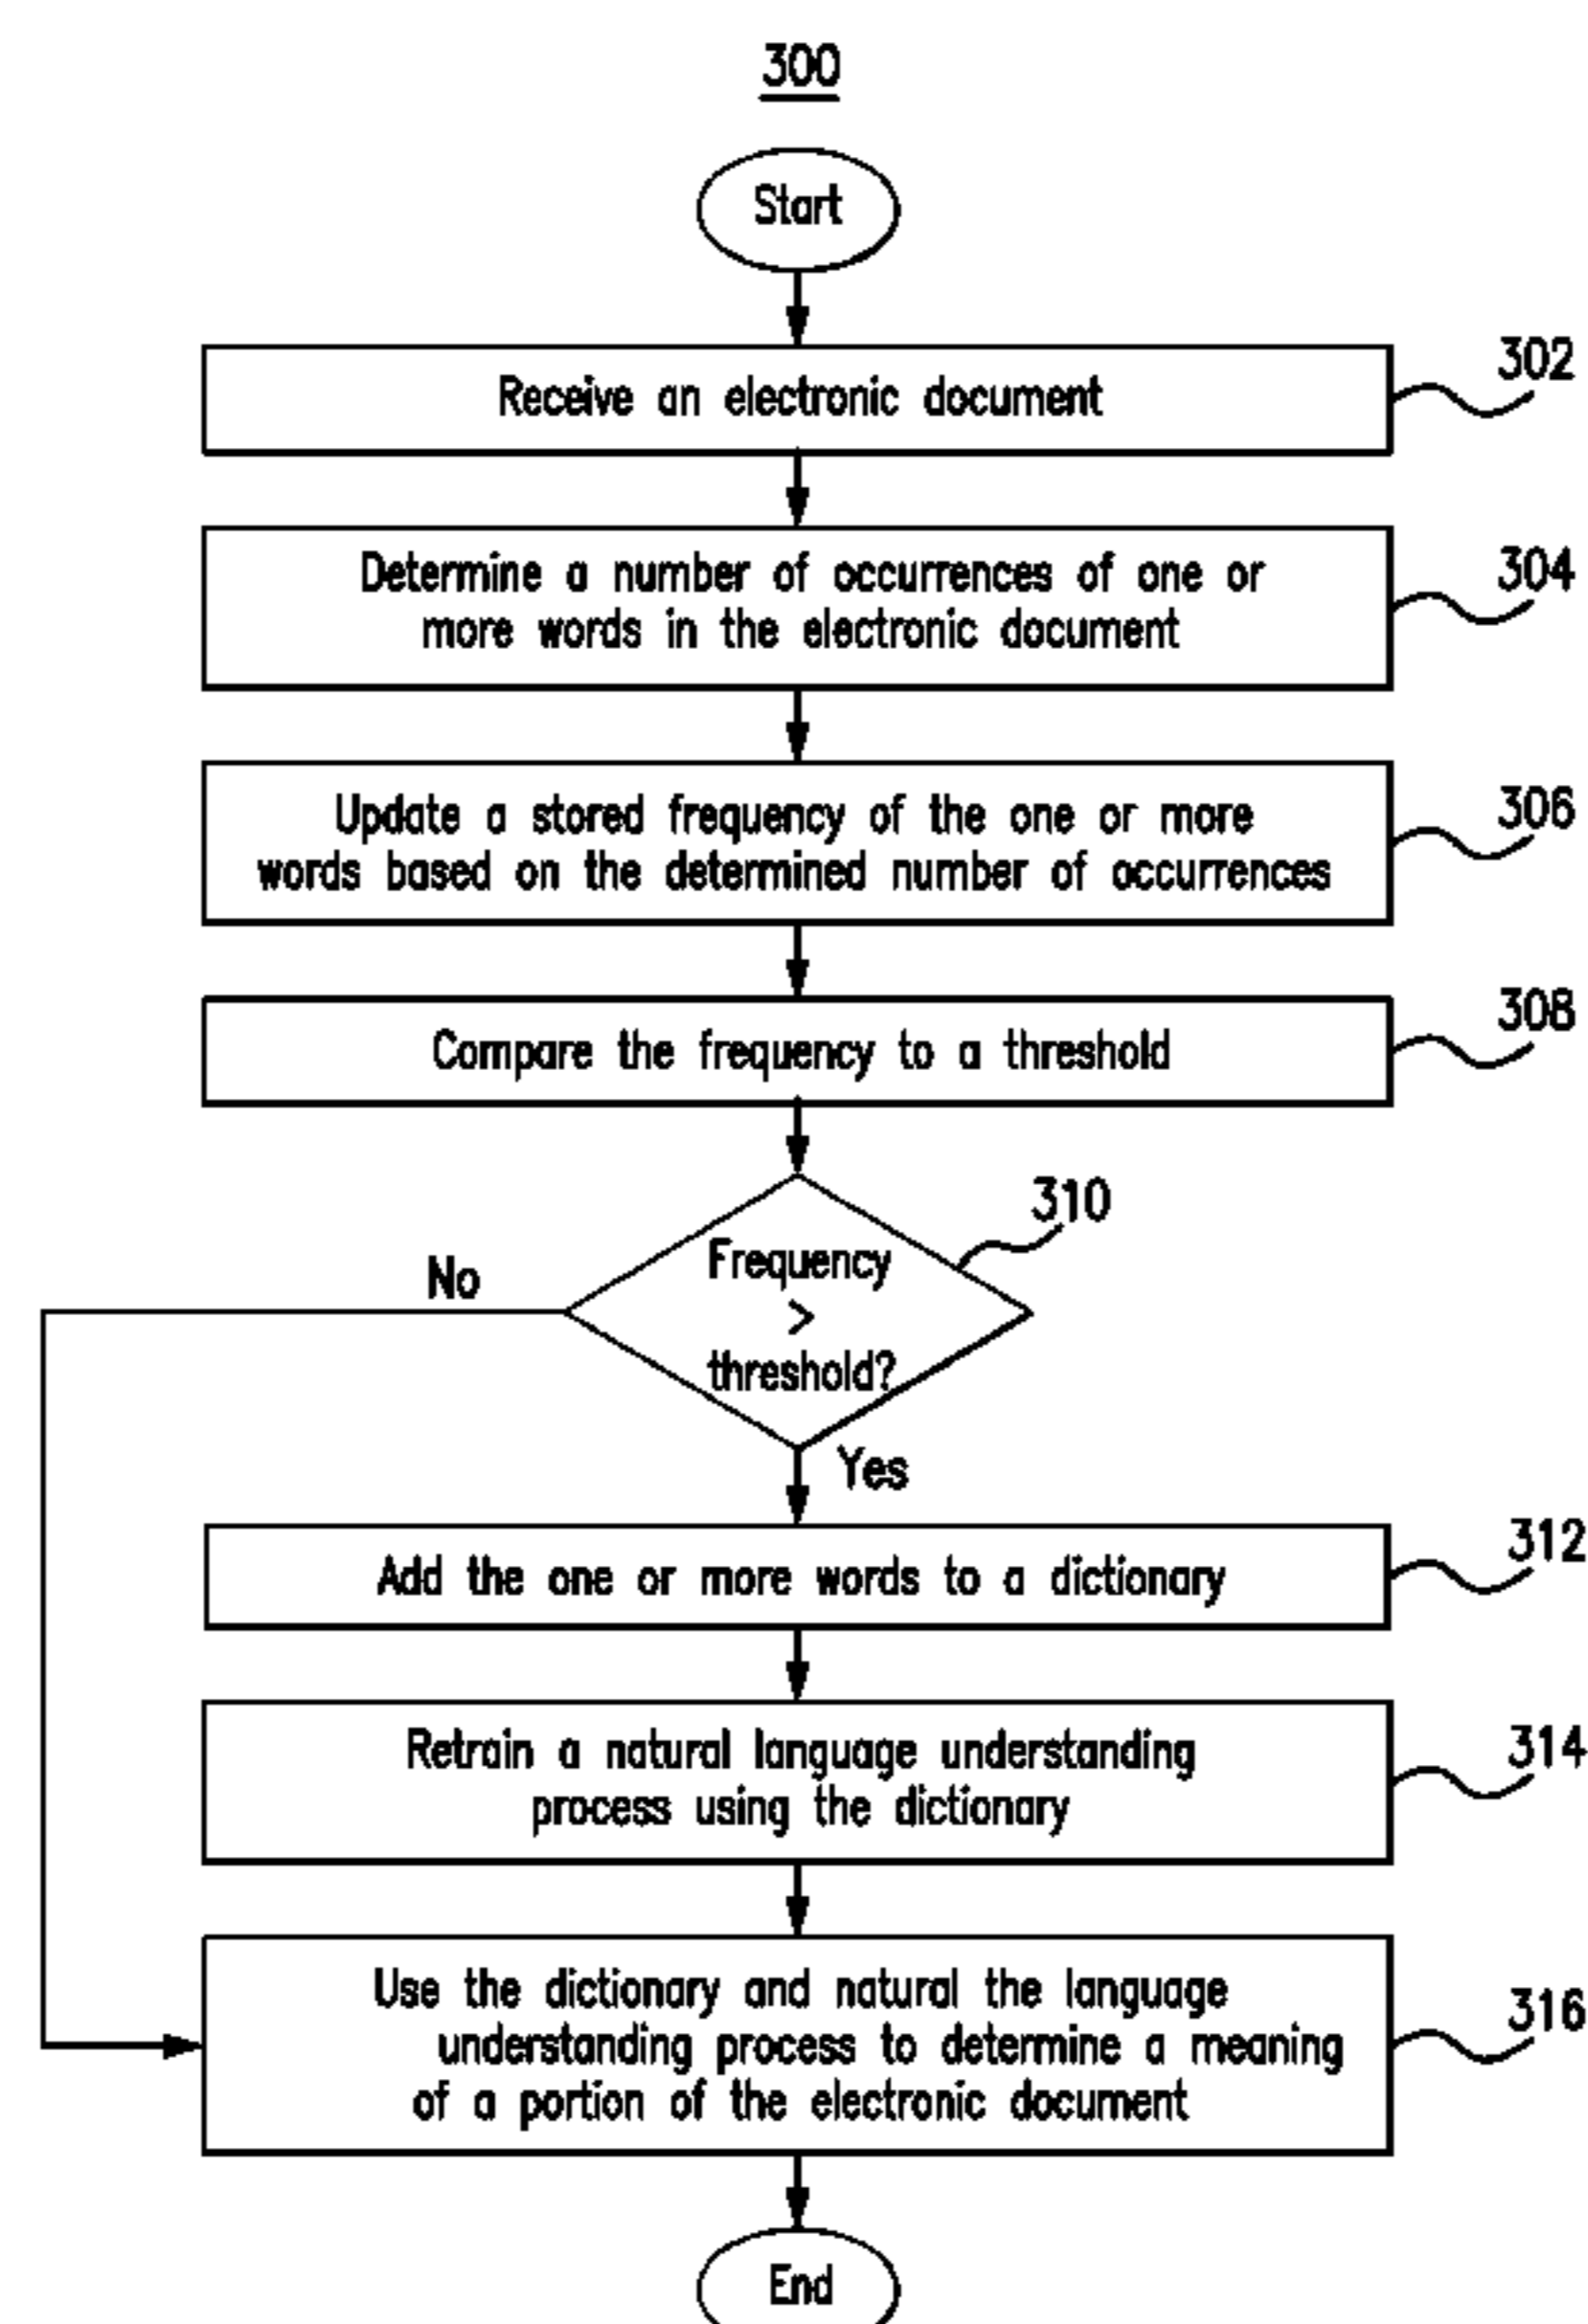 300
Start
Receive an electronic document
302
Determine a number of occurrences of one or
more words in the electronic document
304
Update a stored frequency of the one or more
words based on the determined number of occurrences
306
Compare the frequency to a threshold
308
310
Frequency
>
threshold?
No
Yes
Add the one or more words to a dictionary
312
Retrain a natural language understanding
process using the dictionary
314
Use the dictionary and natural the language
understanding process to determine a meaning
of a portion of the electronic document
316
End